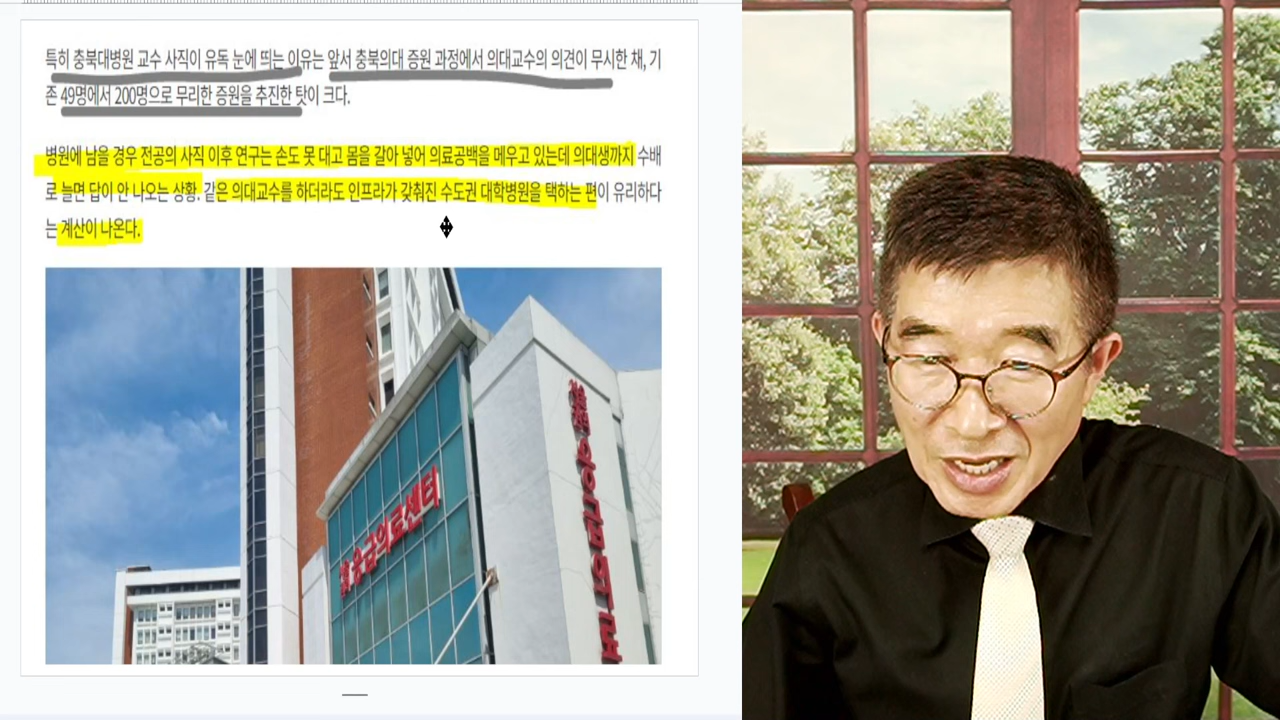 특히 충북대병원 교수 사직이 유독 눈에 띄는 이유는 앞서 충북의대 증원 과정에서 의대교수의 의견이 무시한 채, 기
존 49명에서 200명으로 무리한 증원을 추진한 탓이 크다.
병원에 남을 경우 전공의 사직 이후 연구는 손도 못 대고 몸을 갈아 넣어 의료공백을 메우고 있는데 의대생까지 수배
로 늘면 답이 안 나오는 상황. 같은 의대교수를 하더라도 인프라가 갖춰진 수도권 대학병원을 택하는 편이 유리하다
는 계산이 나온다.
응급의료센터
응급의료